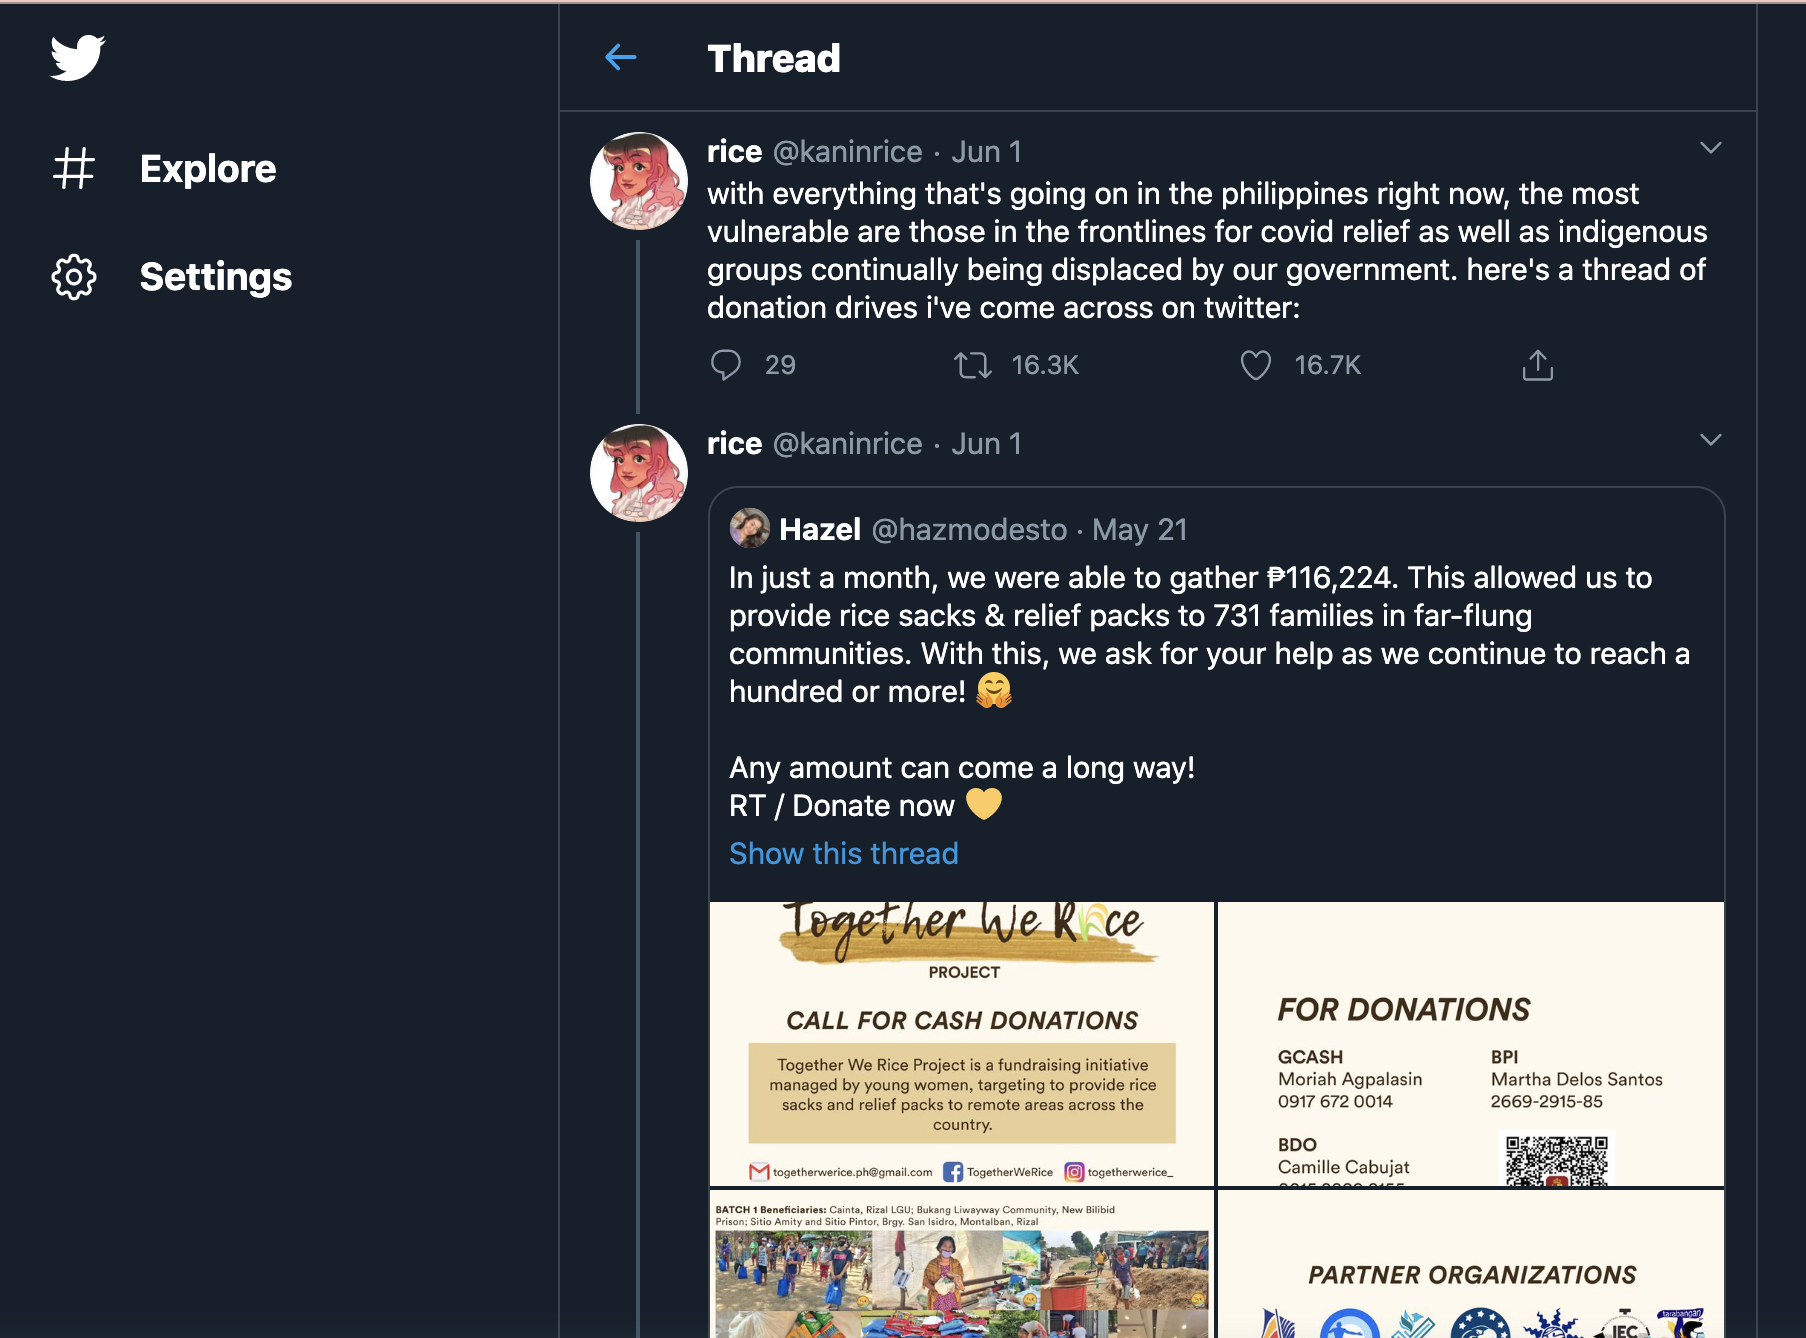 Thread
Explore
Settings
rice @kaninrice · Jun 1
with everything that's going on in the philippines right now, the most
vulnerable are those in the frontlines for covid relief as well as indigenous
groups continually being displaced by our government. here's a thread of
donation drives i've come across on twitter:
29 16.3K 16.7K
rice @kaninrice · Jun 1
Hazel @hazmodesto · May 21
In just a month, we were able to gather ₱116,224. This allowed us to
provide rice sacks & relief packs to 731 families in far-flung
communities. With this, we ask for your help as we continue to reach a
hundred or more! 🤗
Any amount can come a long way!
RT / Donate now 💛
Show this thread
Together We Rice
PROJECT
CALL FOR CASH DONATIONS
Together We Rice Project is a fundraising initiative
managed by young women, targeting to provide rice
sacks and relief packs to remote areas across the
country.
togetherwerice.ph@gmail.com TogetherWeRice togetherwerice_
FOR DONATIONS
GCASH
Moriah Agpalasin
0917 672 0014
BPI
Martha Delos Santos
2669-2915-85
BDO
Camille Cabujat
BATCH 1 Beneficiaries: Cainta, Rizal LGU; Bukang Liwayway Community, New Bilibid
Prison; Sitio Amity and Sitio Pintor, Brgy. San Isidro, Montalban, Rizal
PARTNER ORGANIZATIONS
IEC
tarabangan